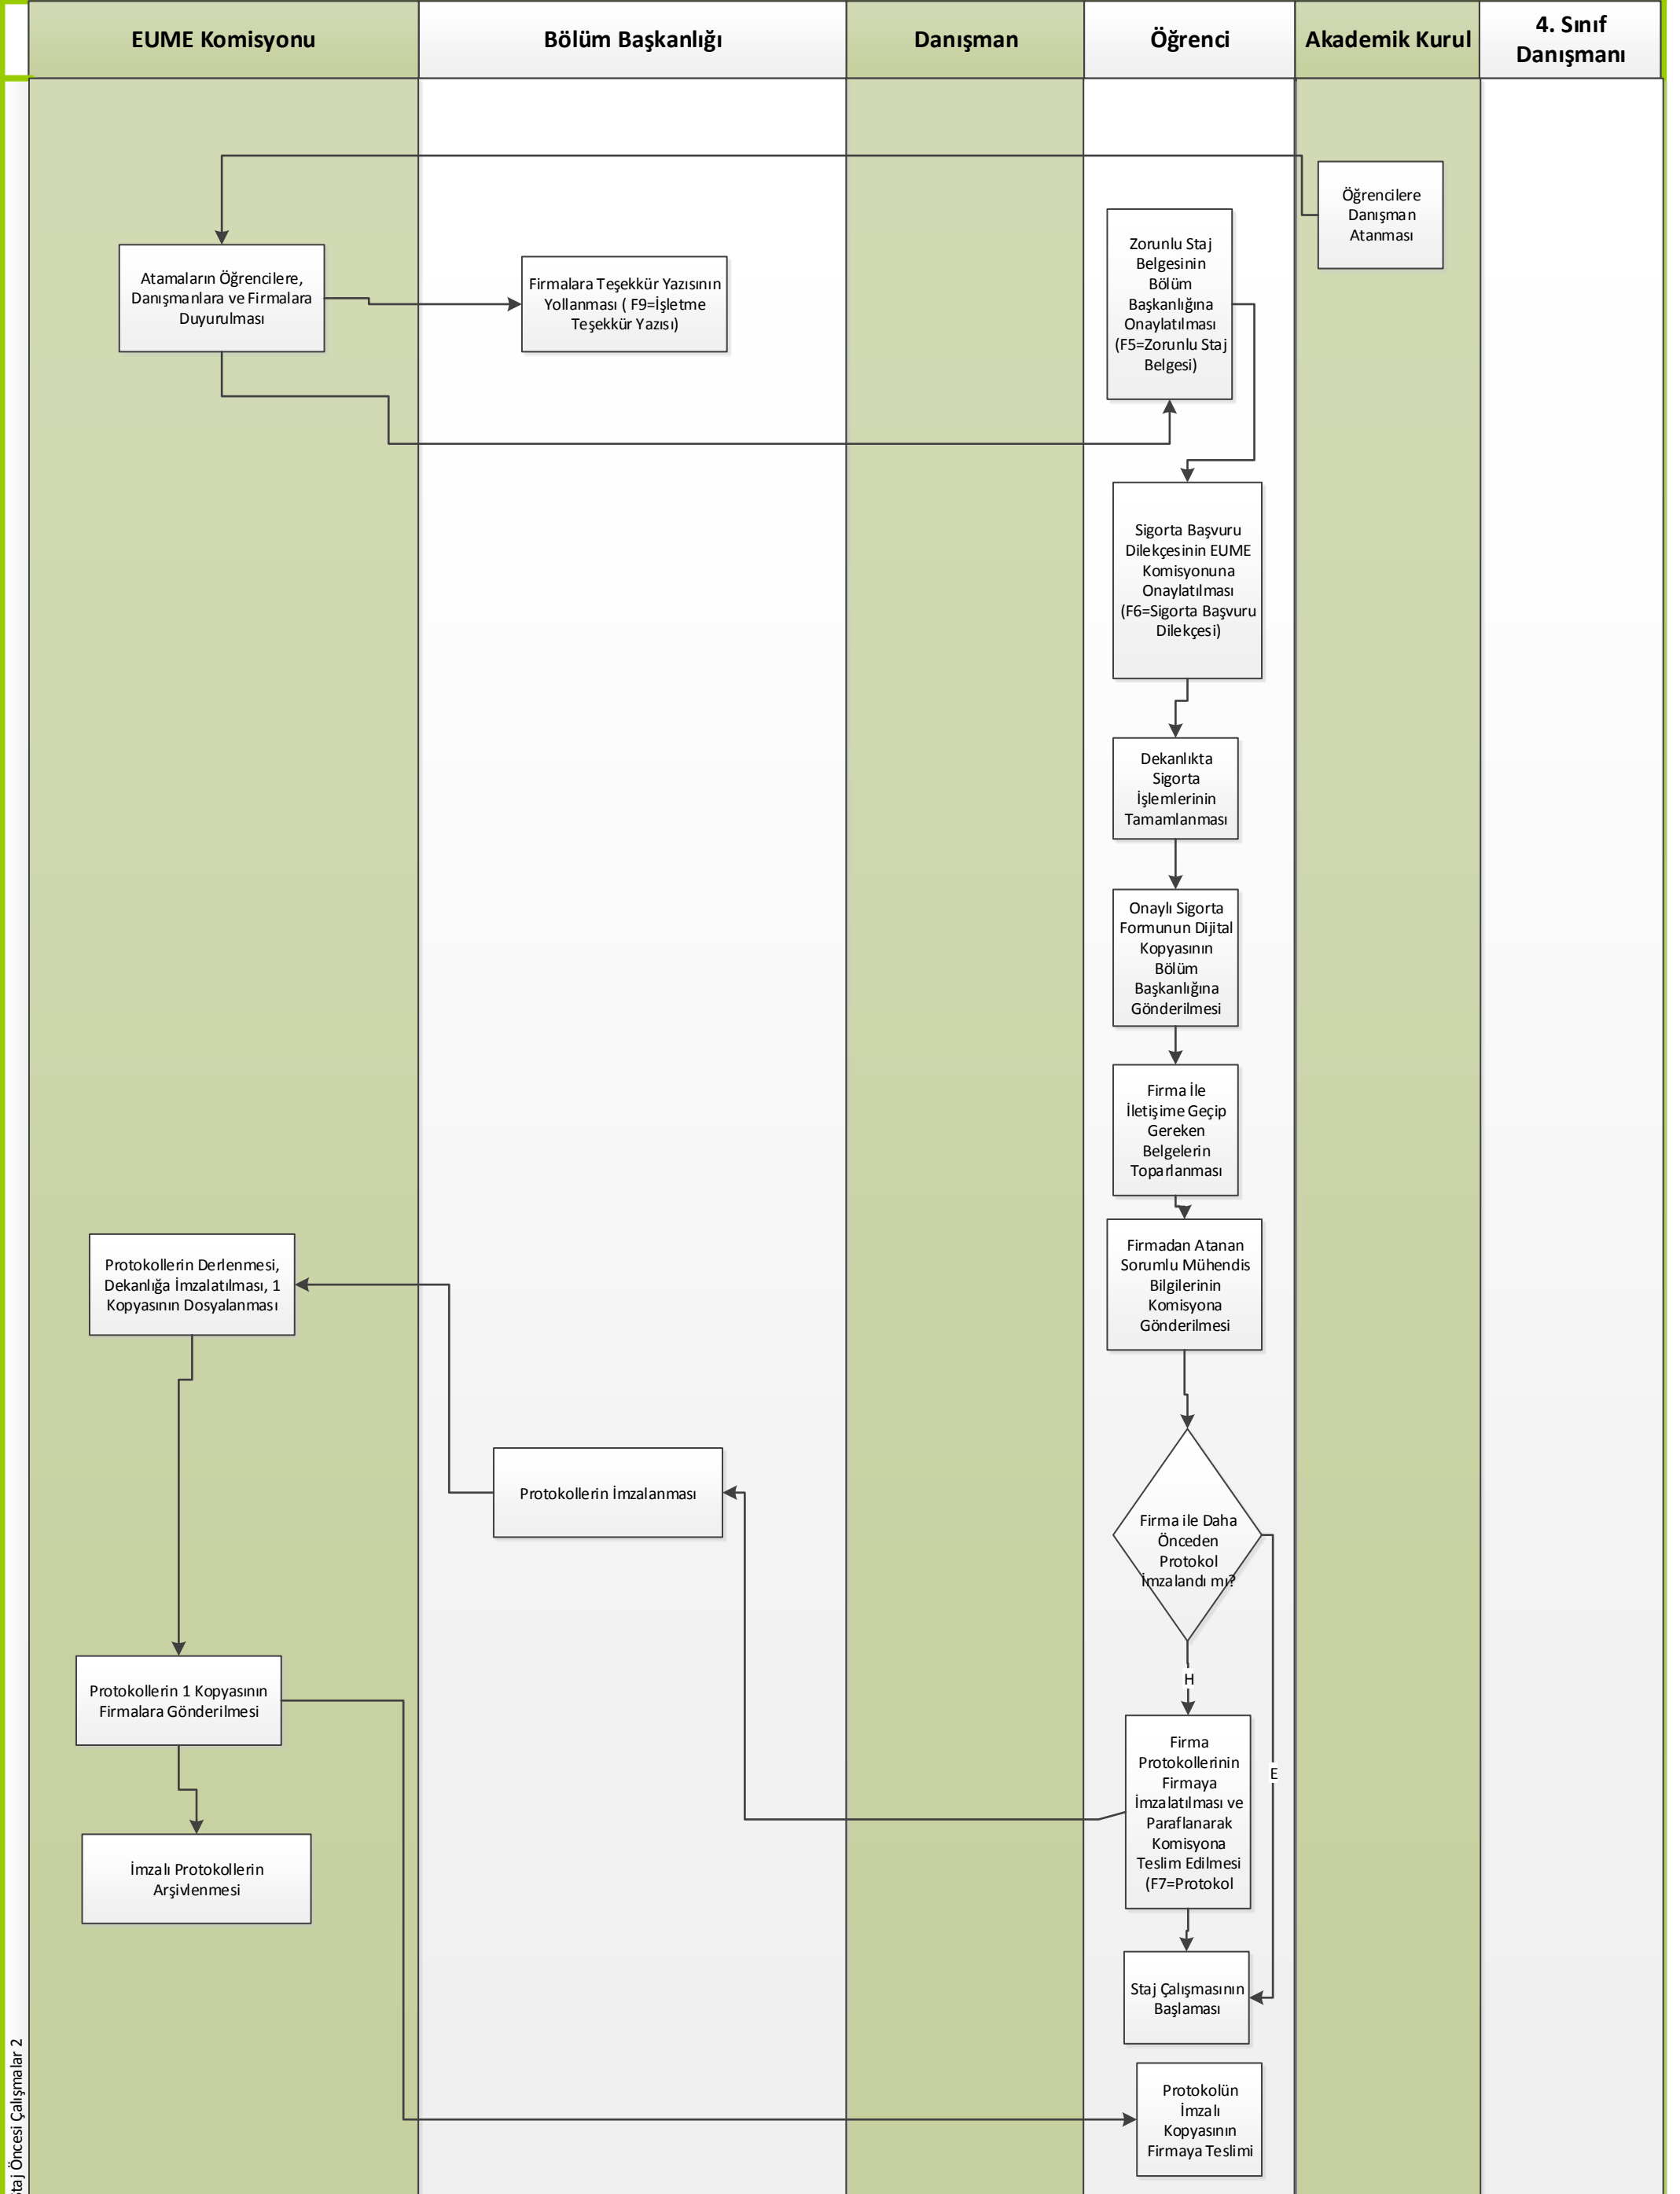 EUME Komisyonu
Bölüm Başkanlığı
Danışman
Öğrenci
Akademik Kurul
4. Sınıf
Danışmanı
Öğrencilere
Danışman
Atanması
Atamaların Öğrencilere,
Danışmanlara ve Firmalara
Duyurulması
Firmalara Teşekkür Yazısının
Yollanması ( F9=İşletme
Teşekkür Yazısı)
Zorunlu Staj
Belgesinin
Bölüm
Başkanlığına
Onaylatılması
(F5=Zorunlu Staj
Belgesi)
Sigorta Başvuru
Dilekçesinin EUME
Komisyonuna
Onaylatılması
(F6=Sigorta Başvuru
Dilekçesi)
Dekanlıkta
Sigorta
İşlemlerinin
Tamamlanması
Onaylı Sigorta
Formunun Dijital
Kopyasının
Bölüm
Başkanlığına
Gönderilmesi
Firma İle
İletişime Geçip
Gereken
Belgelerin
Toparlanması
Firmadan Atanan
Sorumlu Mühendis
Bilgilerinin
Komisyona
Gönderilmesi
Protokollerin Derlenmesi,
Dekanlığa İmzalatılması, 1
Kopyasının Dosyalanması
Protokollerin İmzalanması
Firma ile Daha
Önceden
Protokol
İmzalandı mı?
H
E
Protokollerin 1 Kopyasının
Firmalara Gönderilmesi
Firma
Protokollerinin
Firmaya
İmzalatılması ve
Paraflanarak
Komisyona
Teslim Edilmesi
(F7=Protokol
İmzalı Protokollerin
Arşivlenmesi
Staj Çalışmasının
Başlaması
Protokolün
İmzalı
Kopyasının
Firmaya Teslimi
Staj Öncesi Çalışmalar 2